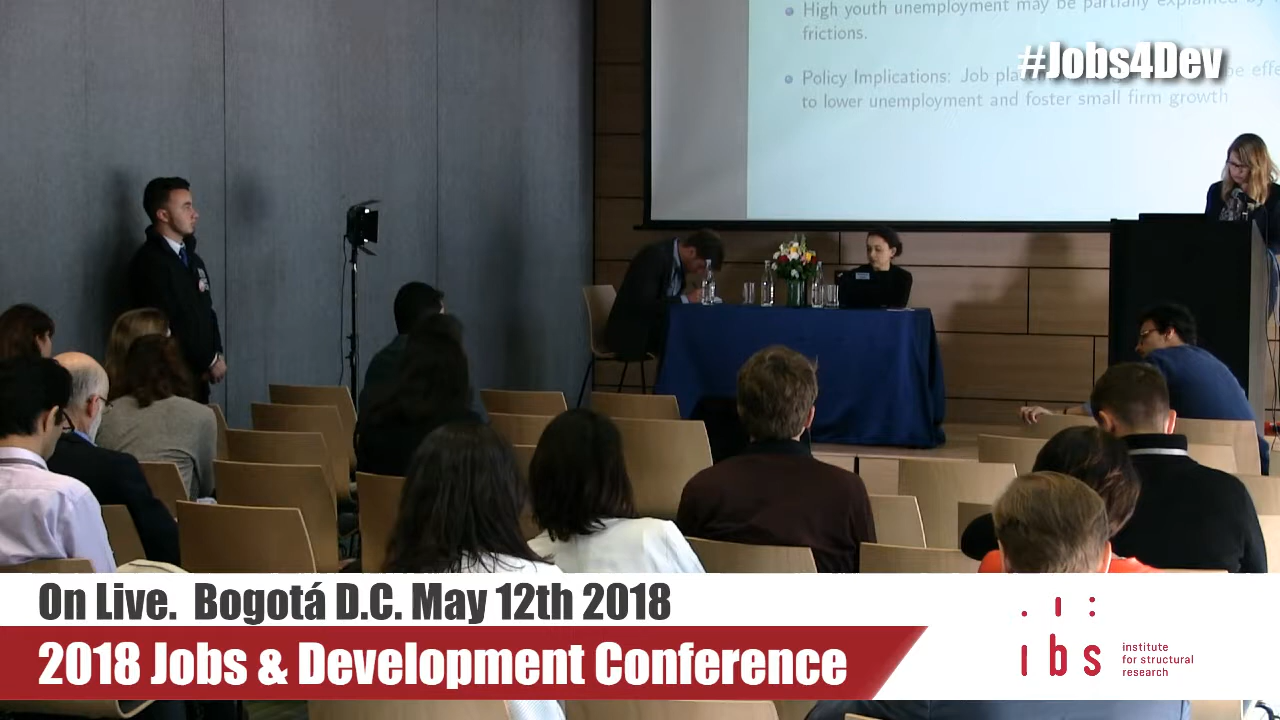 High youth unemployment may be partially explained by
frictions.
#Jobs4Dev
Policy Implications: Job
to lower unemployment and foster small firm growth
On Live. Bogotá D.C. May 12th 2018
2018 Jobs & Development Conference
ibs
institute
for structural
research